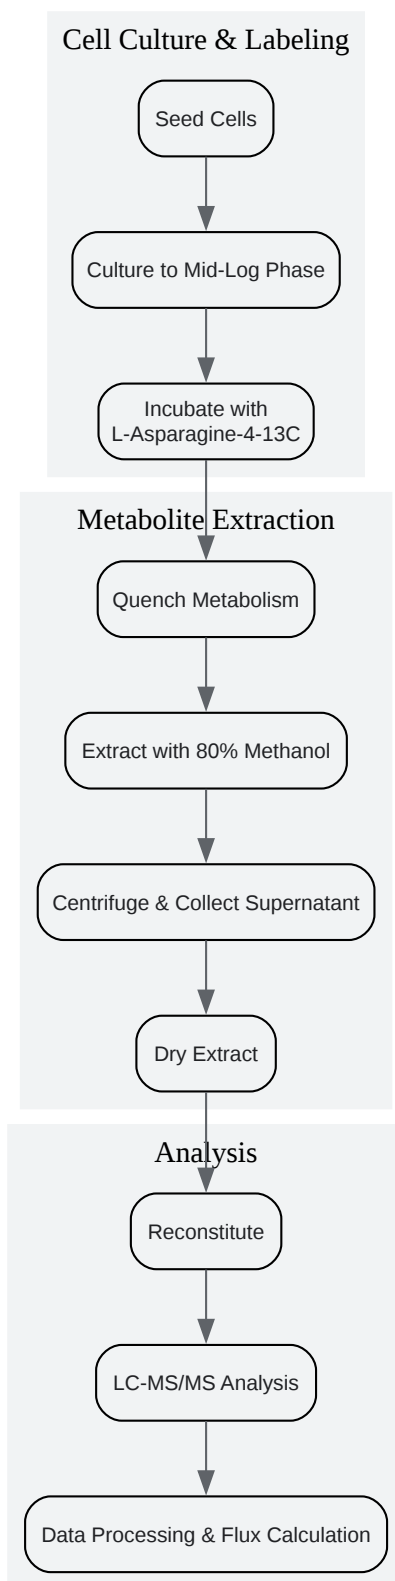 Cell Culture & Labeling
Seed Cells
Culture to Mid-Log Phase
Incubate with
L-Asparagine-4-13C
Metabolite Extraction
Quench Metabolism
Extract with 80% Methanol
Centrifuge & Collect Supernatant
Dry Extract
Analysis
Reconstitute
LC-MS/MS Analysis
Data Processing & Flux Calculation